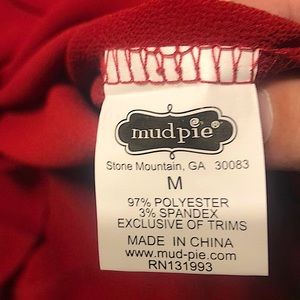 mudpie®
Stone Mountain, GA 30083
M
97% POLYESTER
3% SPANDEX
EXCLUSIVE OF TRIMS
MADE IN CHINA
www.mud-pie.com
RN131993